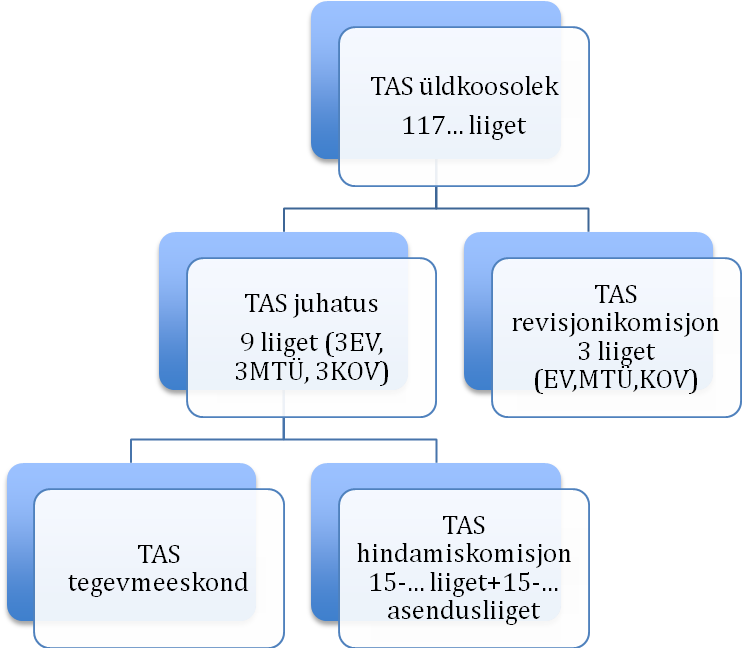 TAS üldkoosolek
117... liiget
TAS juhatus
9 liiget (3EV,
3MTÜ, 3KOV)
TAS
revisjonikomisjon
3 liiget
(EV,MTÜ,KOV)
TAS
tegevmeeskond
TAS
hindamiskomisjon
15-... liiget+15-...
asendusliiget